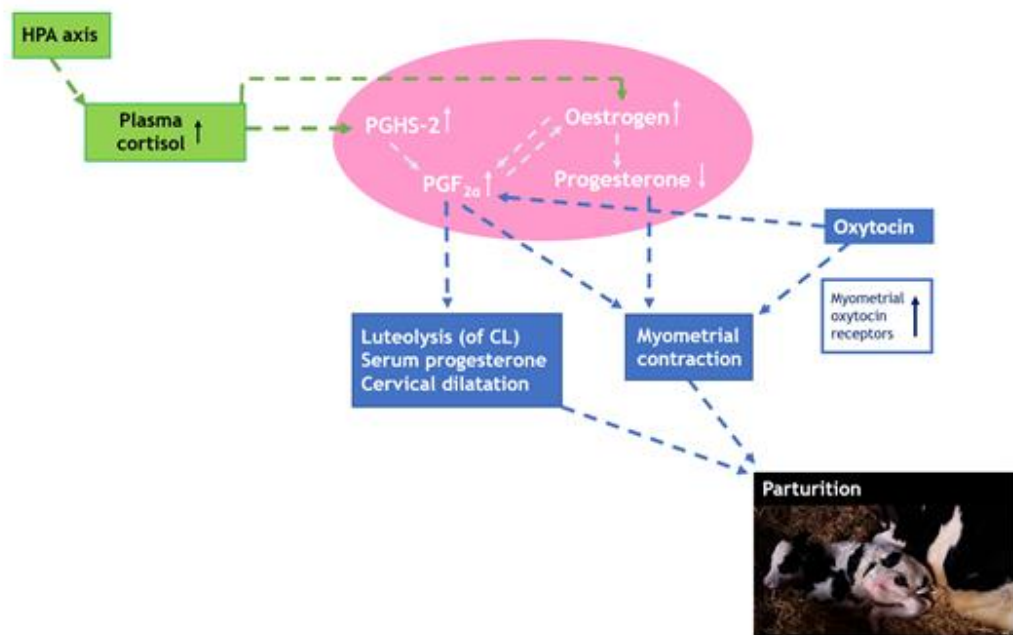 HPA axis
Plasma
cortisol ↑
PGHS-2 ↑
Oestrogen ↑
PGF2α ↑
Progesterone ↓
Oxytocin
Luteolysis (of CL)
Serum progesterone
Cervical dilatation
Myometrial
contraction
Myometrial
oxytocin
receptors ↑
Parturition